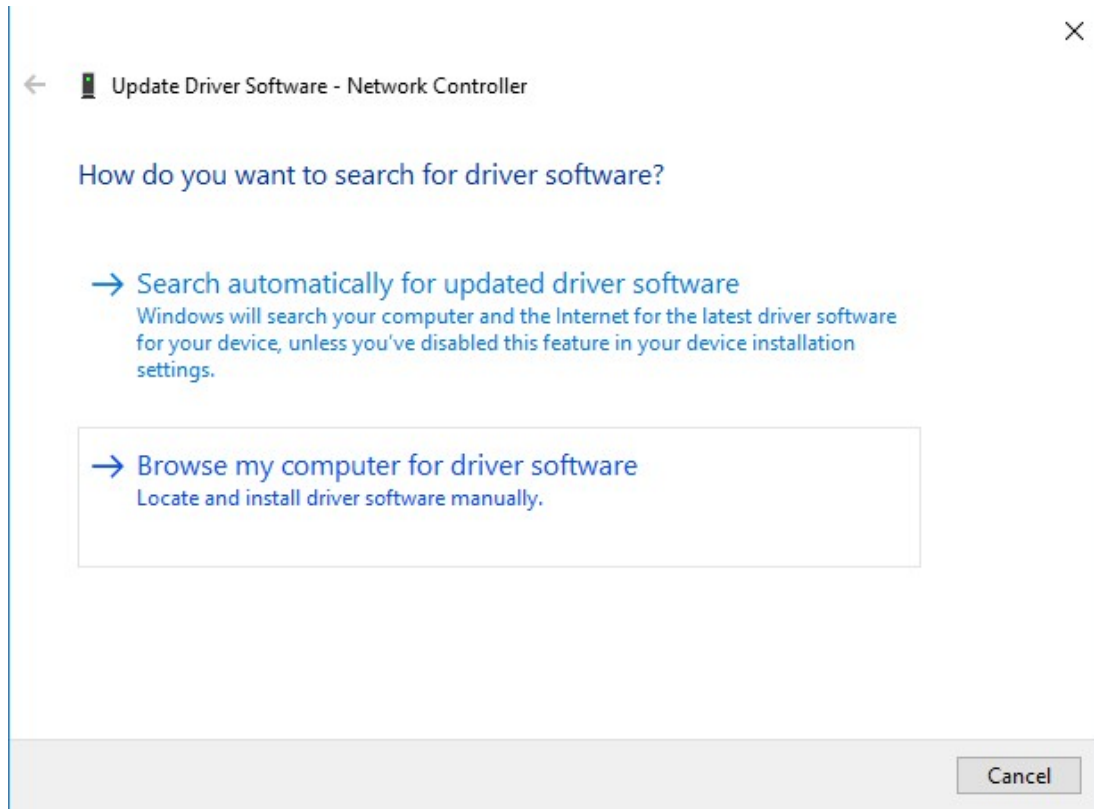 Update Driver Software - Network Controller
How do you want to search for driver software?
Search automatically for updated driver software
Windows will search your computer and the Internet for the latest driver software
for your device, unless you've disabled this feature in your device installation
settings.
Browse my computer for driver software
Locate and install driver software manually.
Cancel